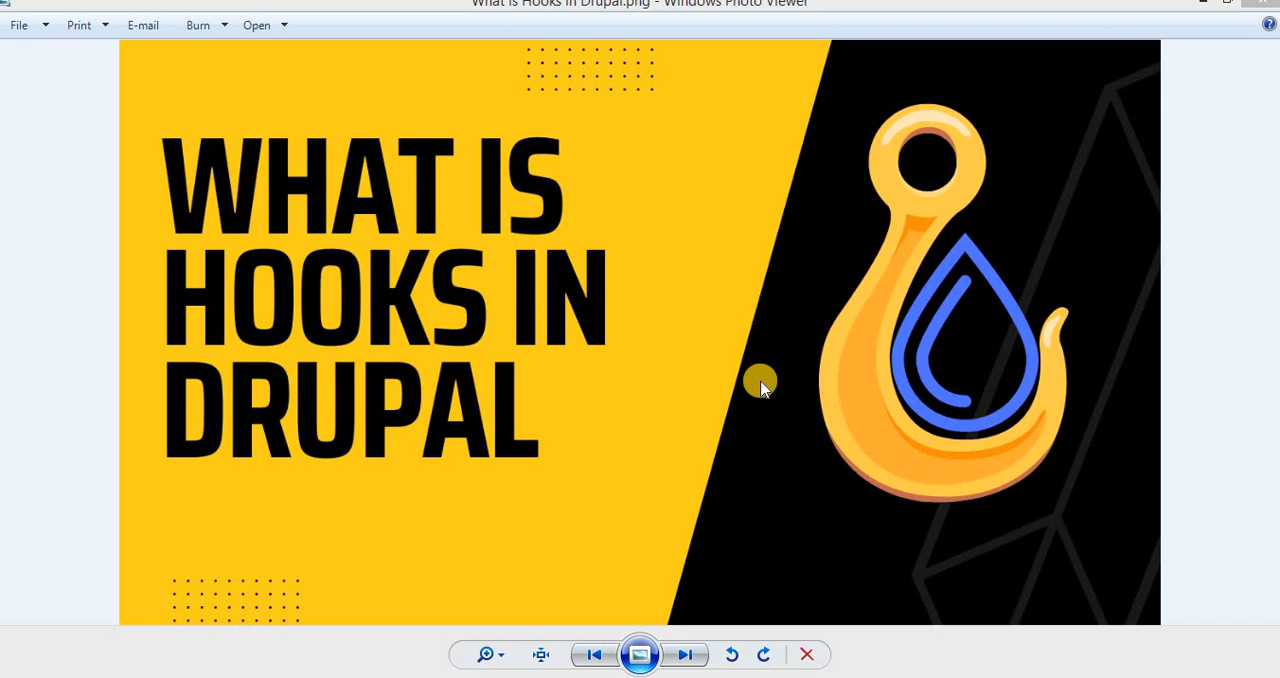 What is Hooks in Drupal.png - Windows Photo Viewer
File Print E-mail Burn Open
WHAT IS
HOOKS IN
DRUPAL